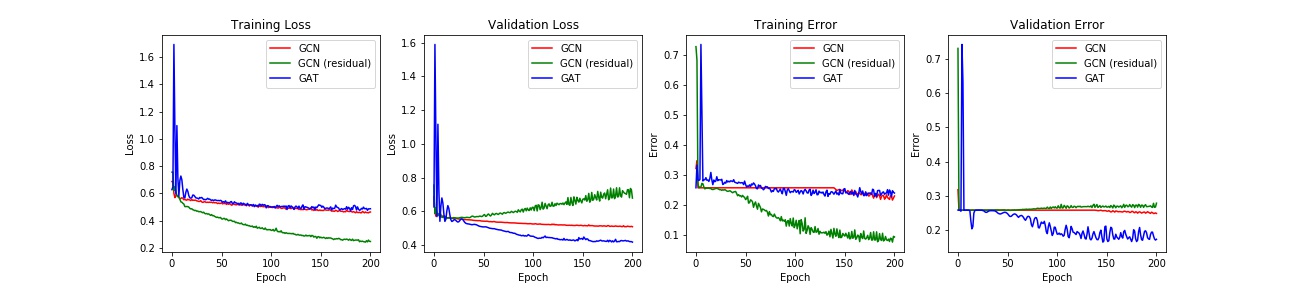 Training Loss
1.6
1.4
1.2
1.0
0.8
0.6
0.4
0.2
Loss
GCN
GCN (residual)
GAT
0 50 100 150 200
Epoch
Validation Loss
1.6
1.4
1.2
1.0
0.8
0.6
0.4
Loss
GCN
GCN (residual)
GAT
0 50 100 150 200
Epoch
Training Error
0.7
0.6
0.5
0.4
0.3
0.2
0.1
Error
GCN
GCN (residual)
GAT
0 50 100 150 200
Epoch
Validation Error
0.7
0.6
0.5
0.4
0.3
0.2
Error
GCN
GCN (residual)
GAT
0 50 100 150 200
Epoch